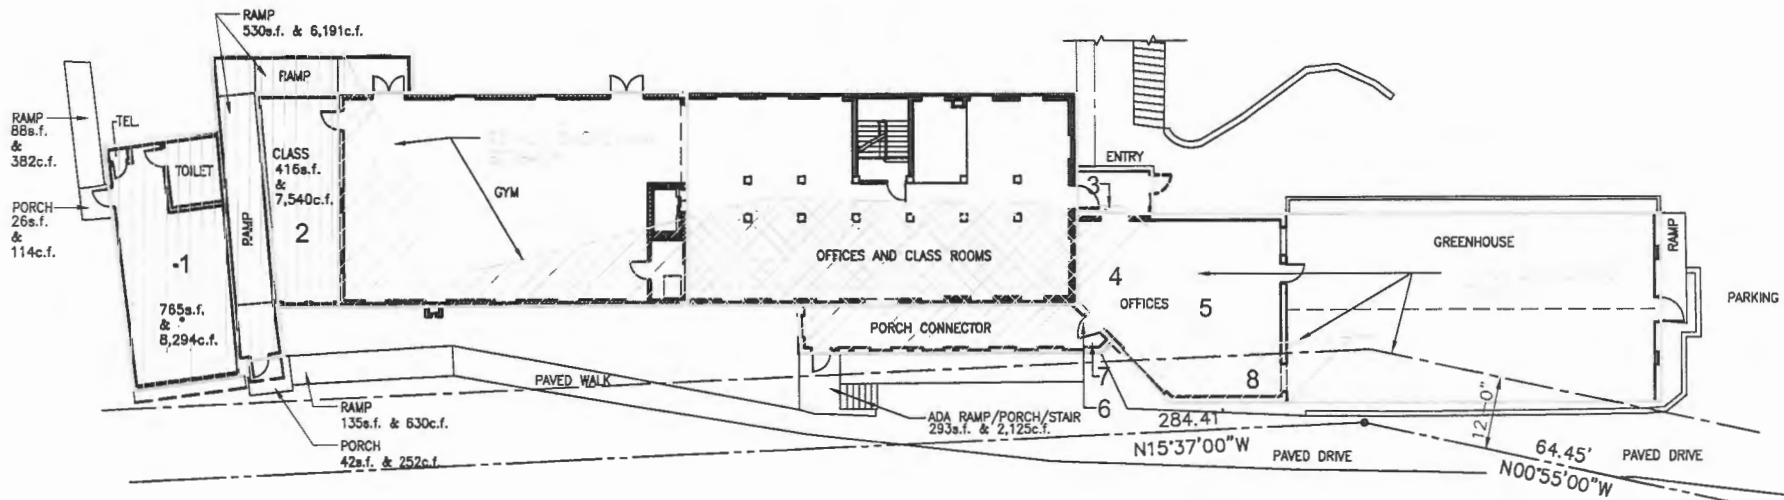 RAMP
530s.f. & 6,191c.f.
RAMP
RAMP
88s.f.
&
382c.f.
TEL.
TOILET
CLASS
416s.f.
&
7,540c.f.
2
RAMP
PORCH
26s.f.
&
114c.f.
1
765s.f.
&
8,294c.f.
GYM
OFFICES AND CLASS ROOMS
PORCH CONNECTOR
ENTRY
3
4
OFFICES
5
GREENHOUSE
RAMP
PARKING
6
7
8
PAVED WALK
RAMP
135s.f. & 630c.f.
PORCH
42s.f. & 252c.f.
ADA RAMP/PORCH/STAIR
293s.f. & 2,125c.f.
284.41'
N15°37'00"W
PAVED DRIVE
12'-0"
64.45'
N00°55'00"W
PAVED DRIVE